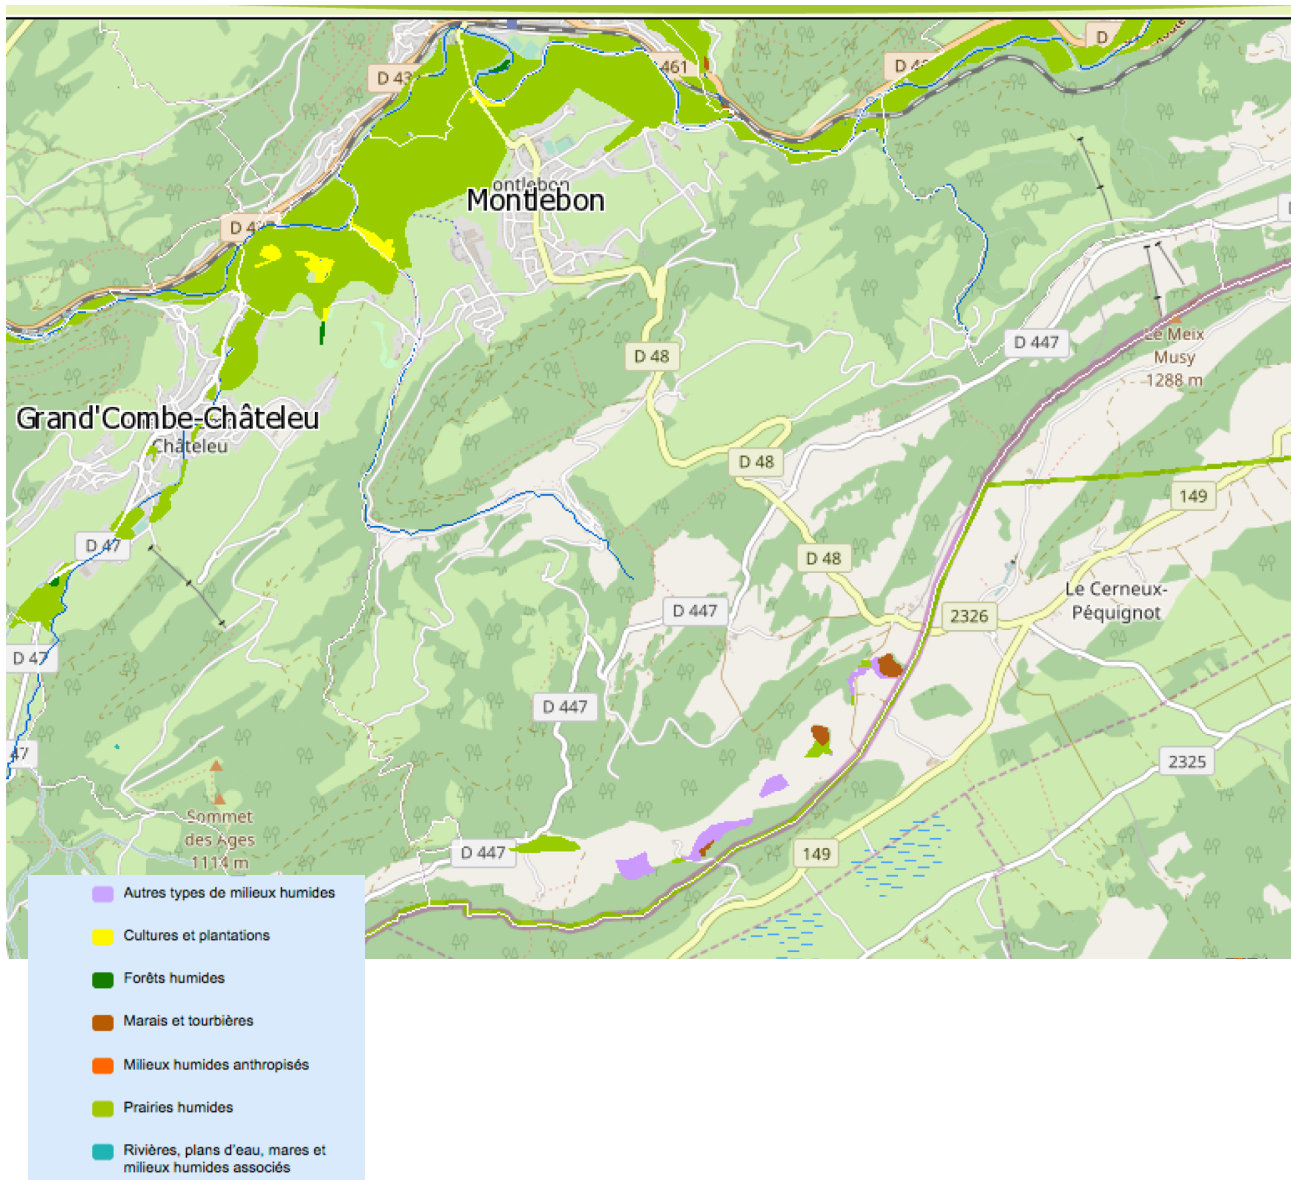 461
D 43
D 4
D
Route
ontlebon
Montlebon
D 4
D 447
Le Meix
Musy
1288 m
D 48
Grand'Combe-Châteleu
Châteleu
D 48
149
D 47
D 48
Le Cerneux-
Péquignot
D 447
2326
D 47
D 447
47
2325
Sommet
des Ages
1114 m
D 447
149
Autres types de milieux humides
Cultures et plantations
Forêts humides
Marais et tourbières
Milieux humides anthropisés
Prairies humides
Rivières, plans d'eau, mares et
milieux humides associés